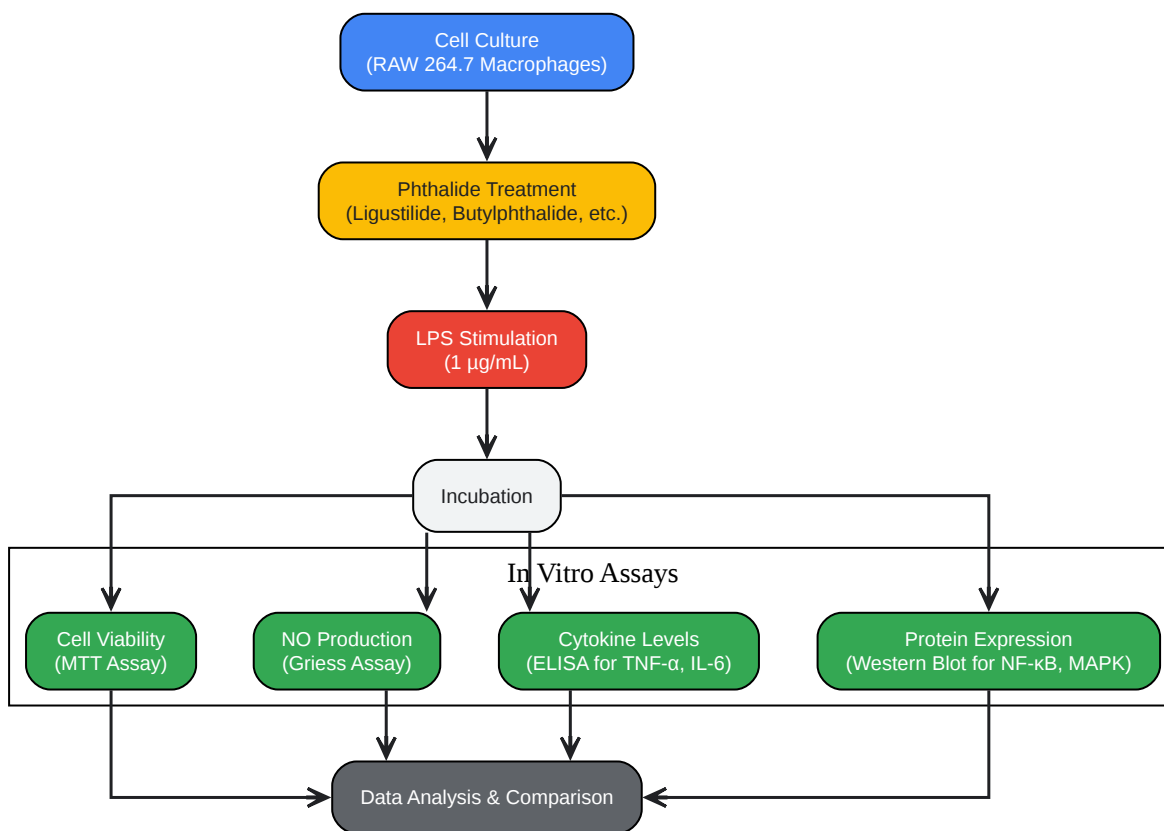 Cell Culture
(RAW 264.7 Macrophages)
Phthalide Treatment
(Ligustilide, Butylphthalide, etc.)
LPS Stimulation
(1 µg/mL)
Incubation
In Vitro Assays
Cell Viability
(MTT Assay)
NO Production
(Griess Assay)
Cytokine Levels
(ELISA for TNF-α, IL-6)
Protein Expression
(Western Blot for NF-κB, MAPK)
Data Analysis & Comparison